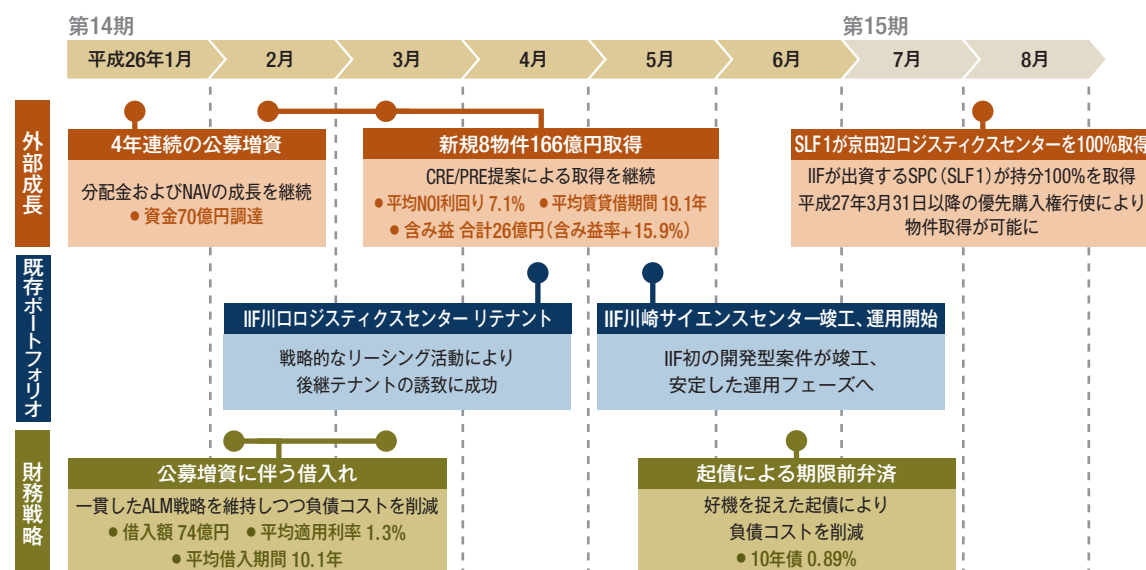 第14期
第15期
平成26年1月
2月
3月
4月
5月
6月
7月
8月
外部成長
4年連続の公募増資
分配金およびNAVの成長を継続
● 資金70億円調達
新規8物件166億円取得
CRE/PRE提案による取得を継続
● 平均NOI利回り 7.1% ● 平均賃貸借期間 19.1年
● 含み益 合計26億円(含み益率+15.9%)
SLF1が京田辺ロジスティクスセンターを100%取得
IIFが出資するSPC(SLF1)が持分100%を取得
平成27年3月31日以降の優先購入権行使により
物件取得が可能に
既存ポートフォリオ
IIF川口ロジスティクスセンター リテナント
戦略的なリーシング活動により
後継テナントの誘致に成功
IIF川崎サイエンスセンター竣工、運用開始
IIF初の開発型案件が竣工、
安定した運用フェーズへ
財務戦略
公募増資に伴う借入れ
一貫したALM戦略を維持しつつ負債コストを削減
● 借入額 74億円 ● 平均適用利率 1.3%
● 平均借入期間 10.1年
起債による期限前弁済
好機を捉えた起債により
負債コストを削減
● 10年債 0.89%